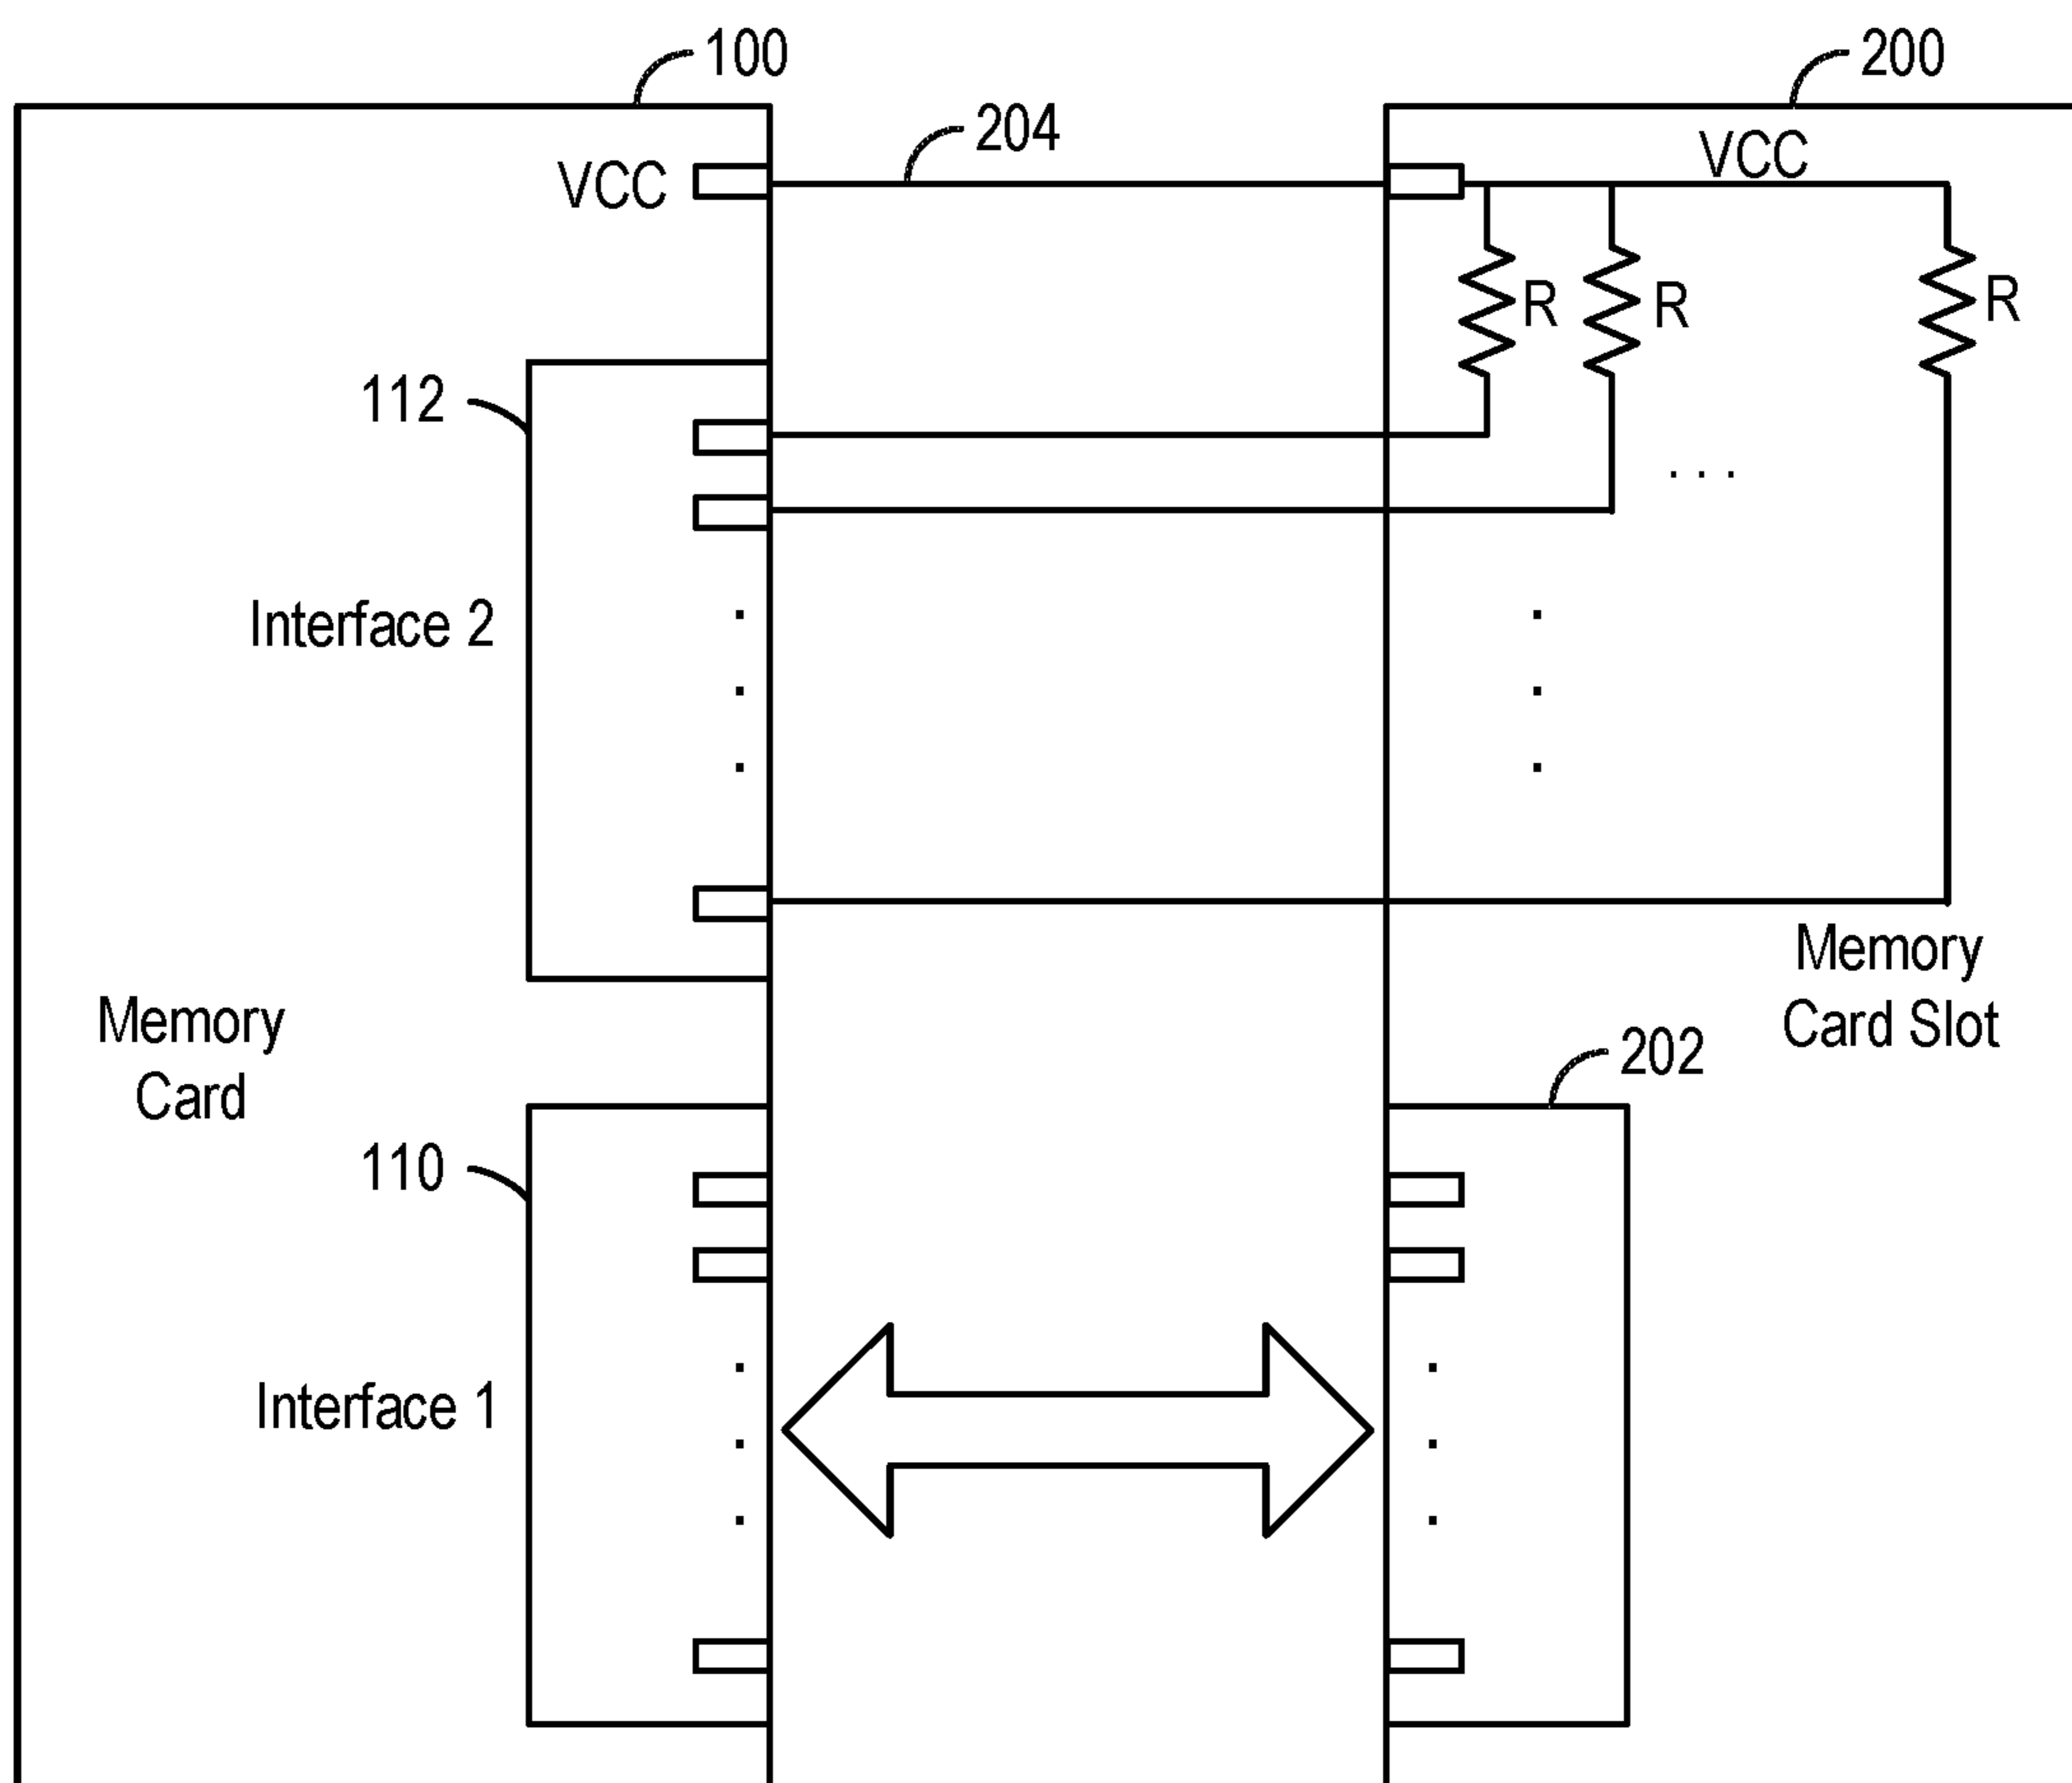 100
200
204
VCC
VCC
R
R
R
112
. . .
Interface 2
Memory
Card Slot
Memory
Card
202
110
Interface 1